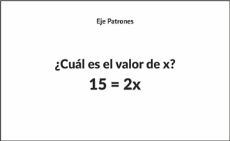 Eje Patrones
¿Cuál es el valor de x?
15 = 2x